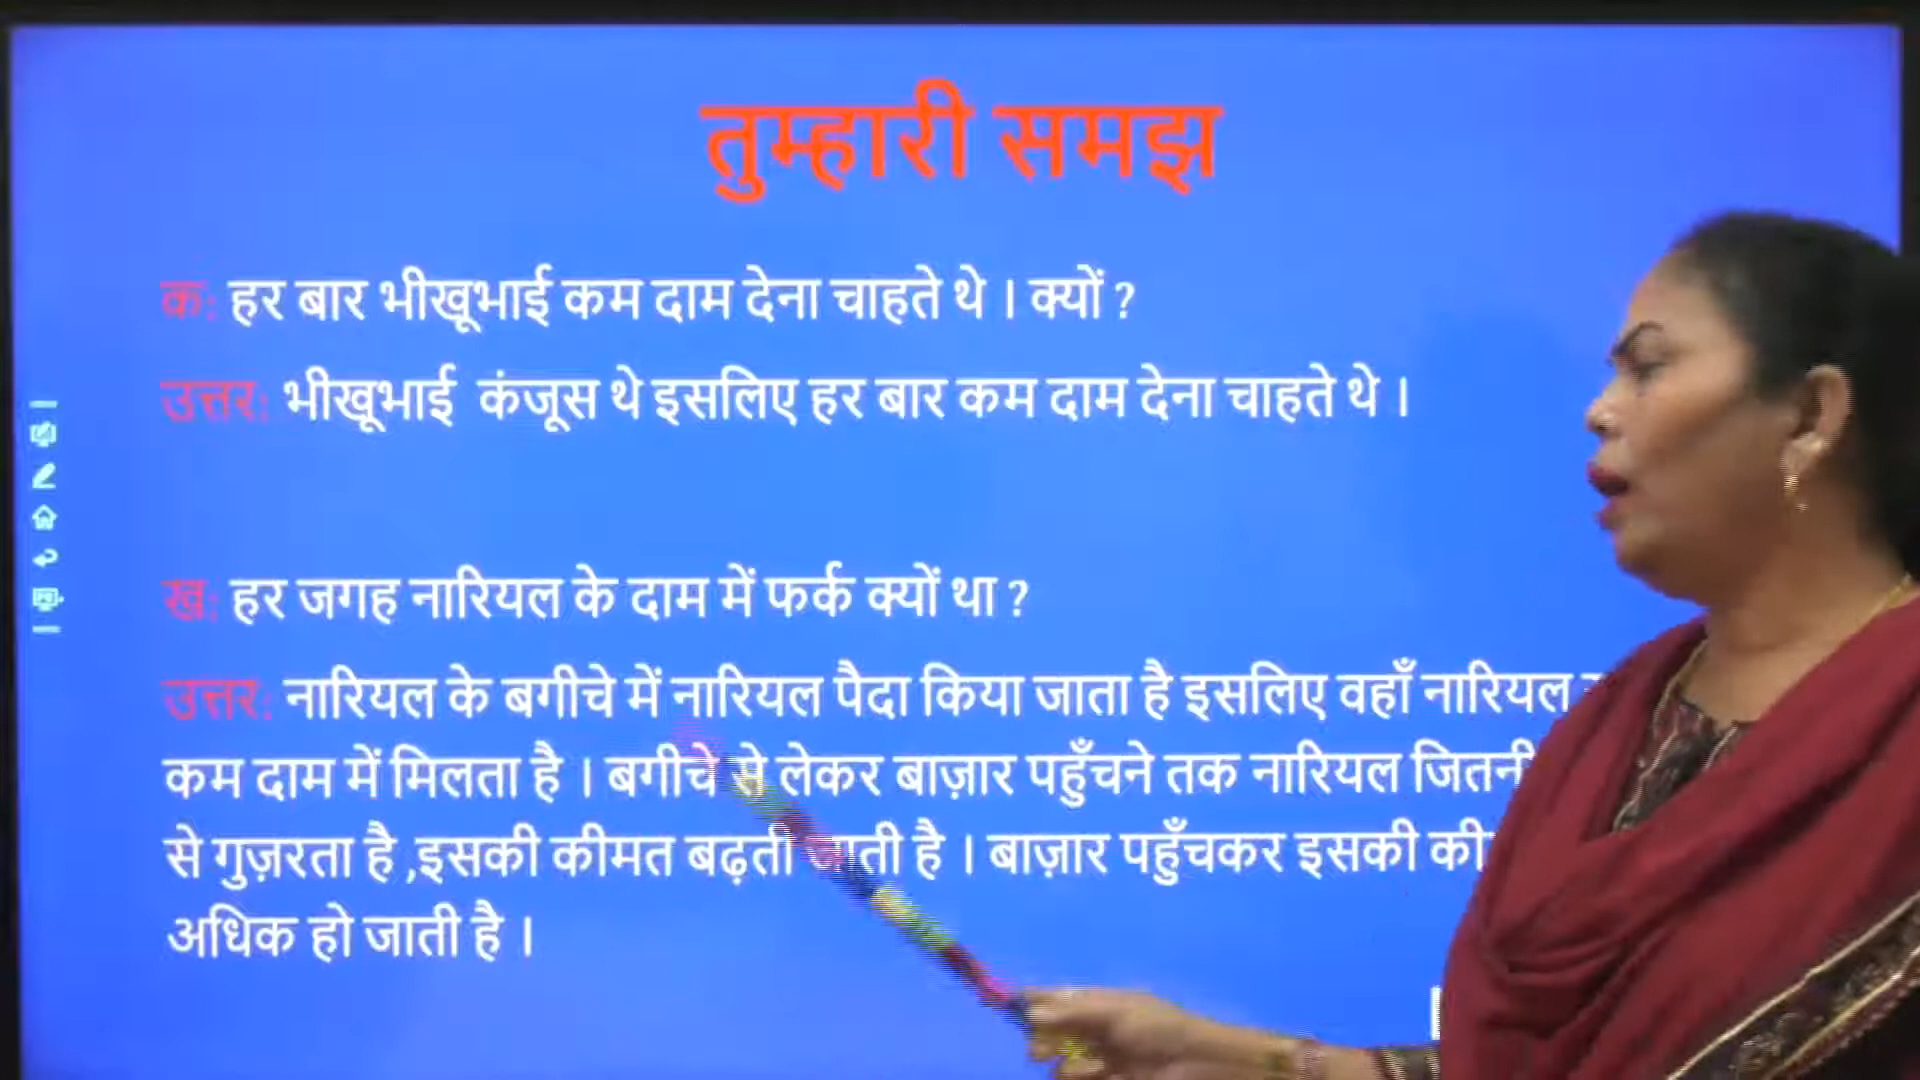 तुम्हारी समझ
क: हर बार भीखूभाई कम दाम देना चाहते थे । क्यों ?
उत्तर: भीखूभाई कंजूस थे इसलिए हर बार कम दाम देना चाहते थे ।
ख: हर जगह नारियल के दाम में फर्क क्यों था ?
उत्तर: नारियल के बगीचे में नारियल पैदा किया जाता है इसलिए वहाँ नारियल
कम दाम में मिलता है । बगीचे से लेकर बाज़ार पहुँचने तक नारियल जितनी
से गुज़रता है ,इसकी कीमत बढ़ती जाती है । बाज़ार पहुँचकर इसकी
अधिक हो जाती है ।